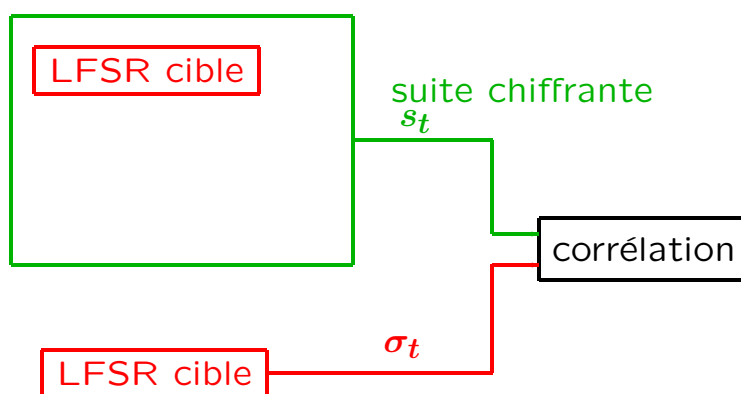 LFSR cible
suite chiffrante
s_t
corrélation
σ_t
LFSR cible